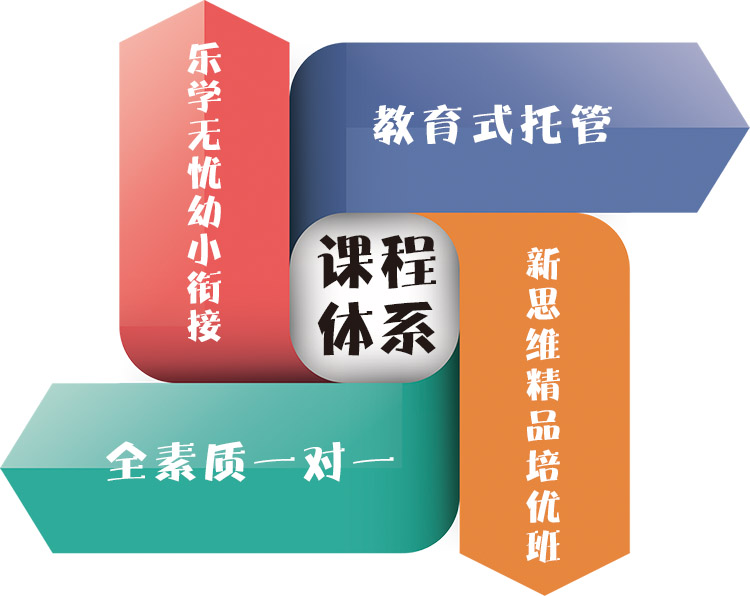 乐学无忧幼小衔接
教育式托管
课程
体系
新思维精品培优班
全素质一对一